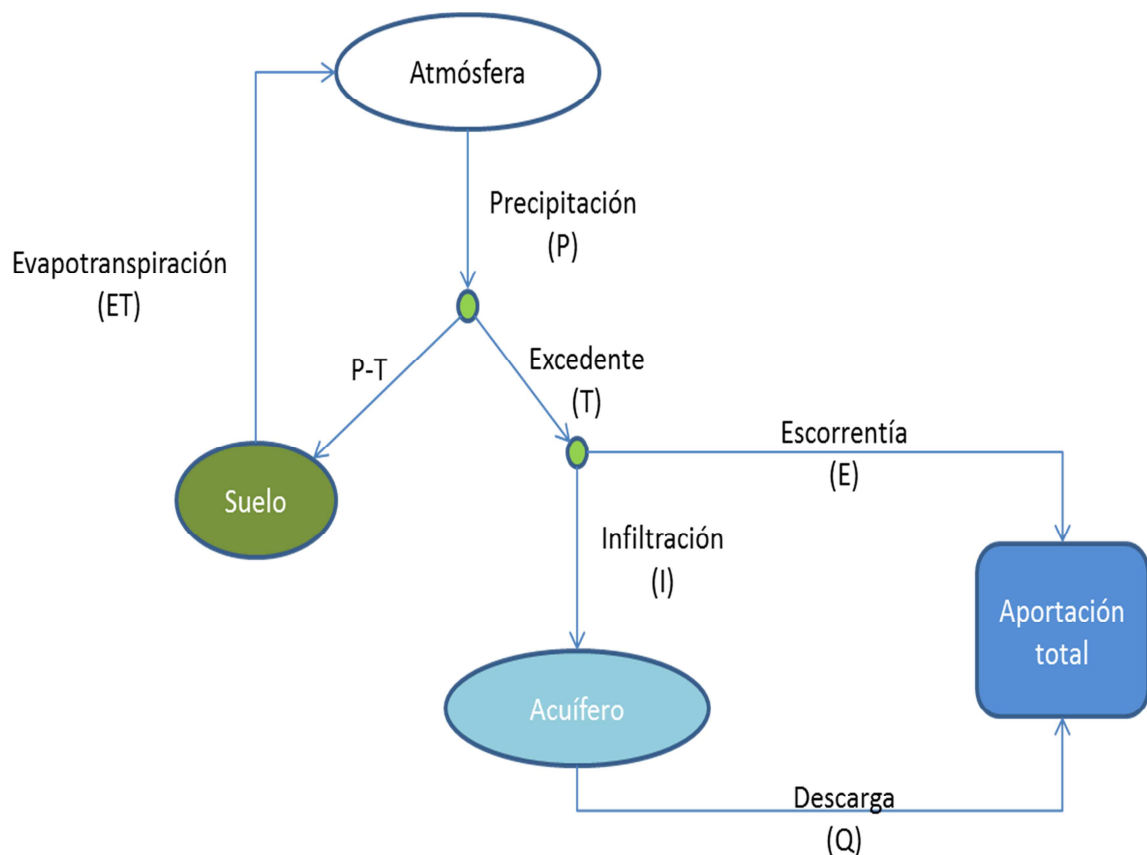 Atmósfera
Precipitación
(P)
Evapotranspiración
(ET)
P-T
Excedente
(T)
Escorrentía
(E)
Suelo
Infiltración
(I)
Aportación
total
Acuífero
Descarga
(Q)